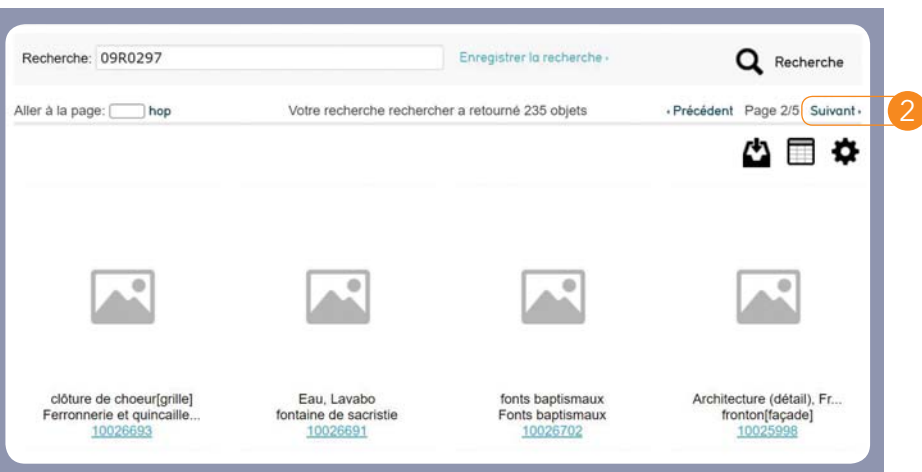 Recherche: 09R0297 Enregistrer la recherche › Recherche
Aller à la page: hop Votre recherche rechercher a retourné 235 objets ‹ Précédent Page 2/5 Suivant ›
2
clôture de choeur[grille] Eau, Lavabo fonts baptismaux Architecture (détail), Fr...
Ferronnerie et quincaille... fontaine de sacristie Fonts baptismaux fronton[façade]
10026693 10026691 10026702 10025998